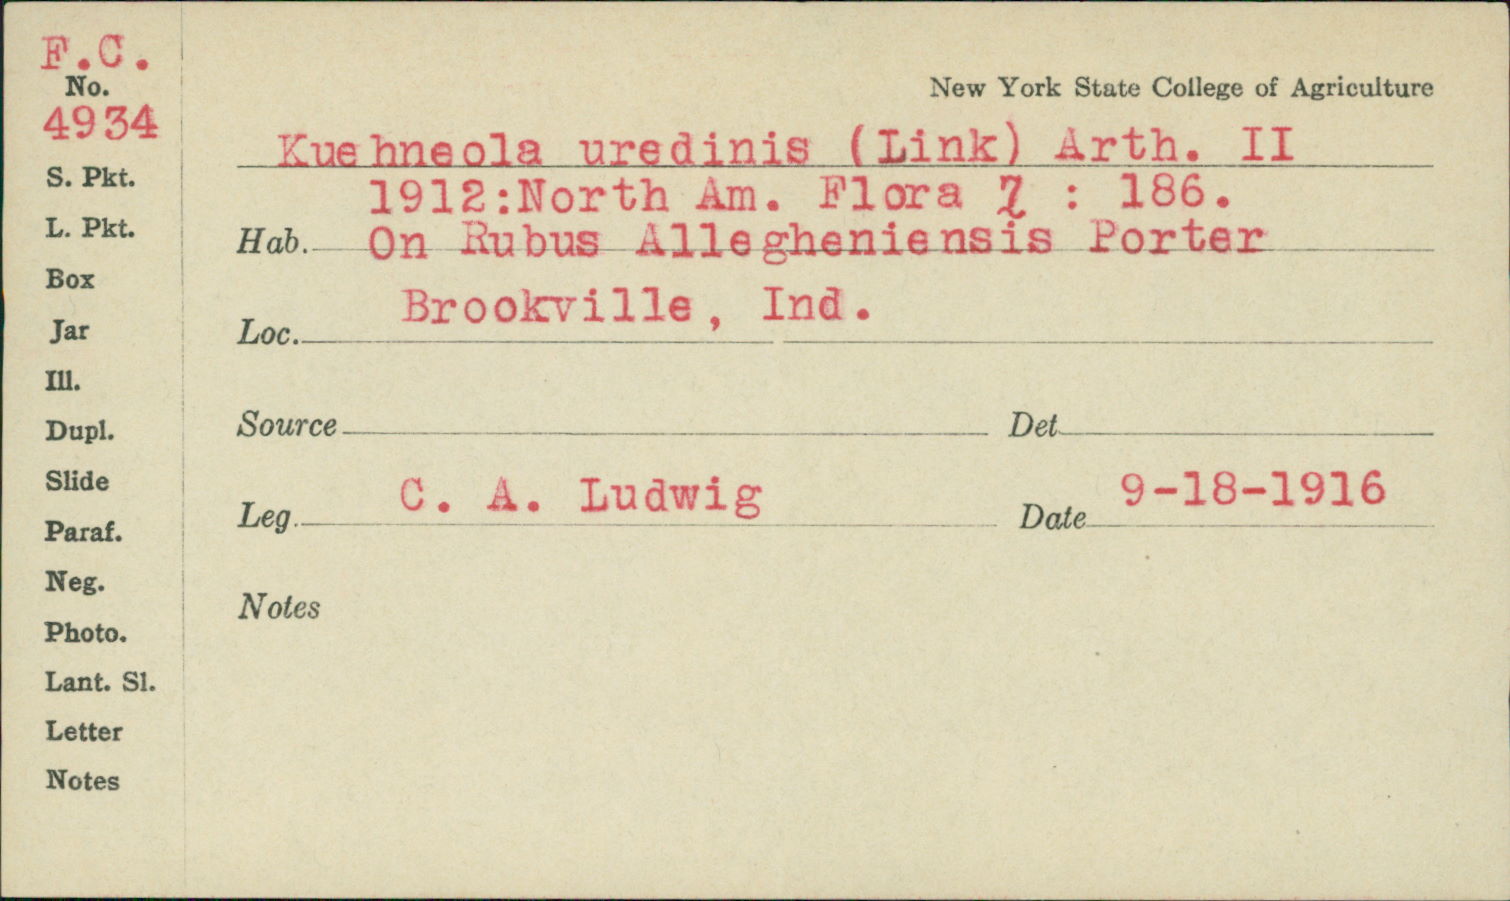 F.C.
No.
4934
S. Pkt.
L. Pkt.
Box
Jar
Ill.
Dupl.
Slide
Paraf.
Neg.
Photo.
Lant. Sl.
Letter
Notes
New York State College of Agriculture
Kuehneola uredinis (Link) Arth. II
1912:North Am. Flora 7 : 186.
Hab. On Rubus Allegheniensis Porter
Loc. Brookville, Ind.
Source Det
Leg. C. A. Ludwig Date 9-18-1916
Notes